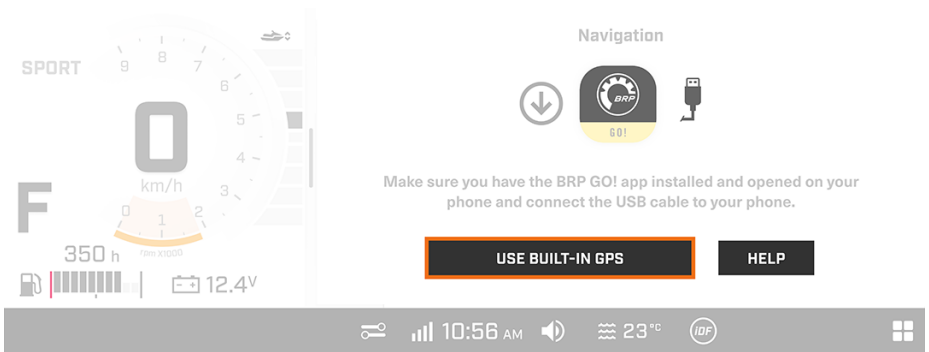 Navigation
SPORT
9 8 7
6
5
4
3
0 1 2
0
km/h
F
rpm x1000
350 h
12.4V
BRP
GO!
Make sure you have the BRP GO! app installed and opened on your
phone and connect the USB cable to your phone.
USE BUILT-IN GPS
HELP
10:56 AM
23°C
iDF